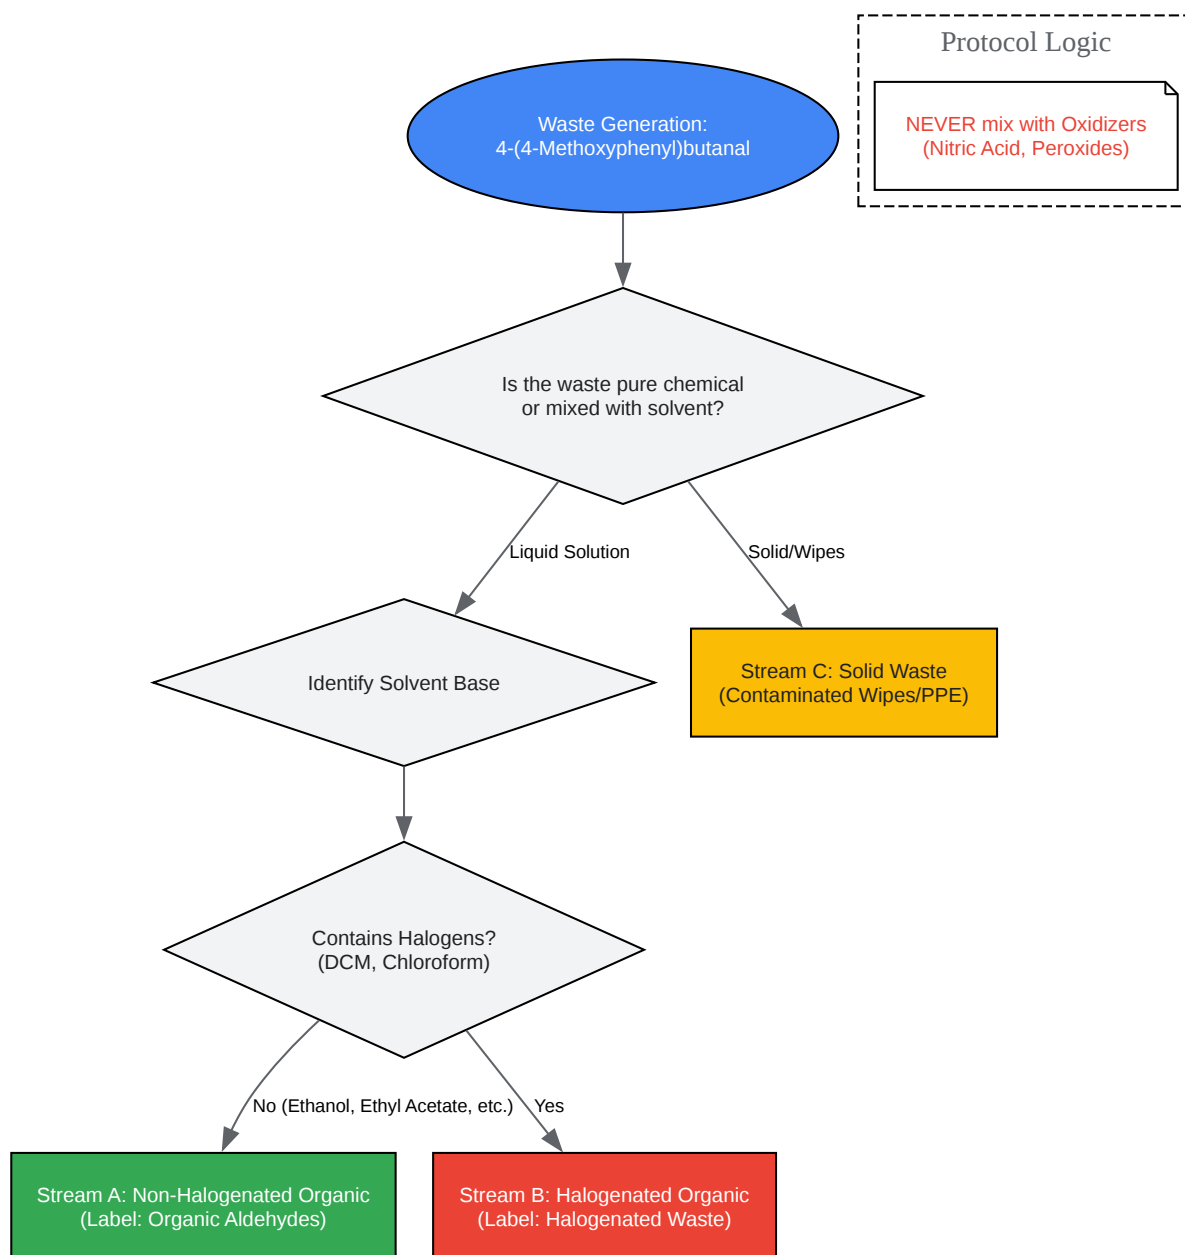 Protocol Logic
NEVER mix with Oxidizers
(Nitric Acid, Peroxides)
Waste Generation:
4-(4-Methoxyphenyl)butanal
Is the waste pure chemical
or mixed with solvent?
Liquid Solution
Solid/Wipes
Identify Solvent Base
Stream C: Solid Waste
(Contaminated Wipes/PPE)
Contains Halogens?
(DCM, Chloroform)
No (Ethanol, Ethyl Acetate, etc.)
Yes
Stream A: Non-Halogenated Organic
(Label: Organic Aldehydes)
Stream B: Halogenated Organic
(Label: Halogenated Waste)